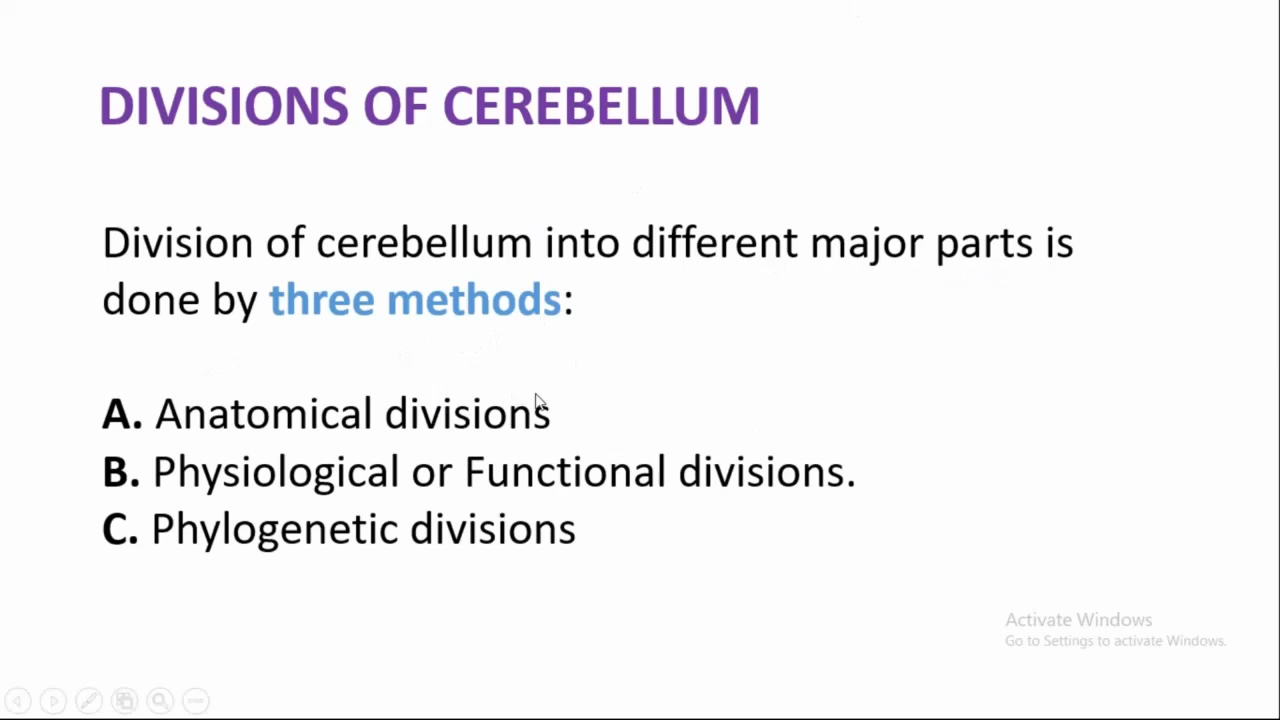 DIVISIONS OF CEREBELLUM
Division of cerebellum into different major parts is
done by three methods:
A. Anatomical divisions
B. Physiological or Functional divisions.
C. Phylogenetic divisions
Activate Windows
Go to Settings to activate Windows.